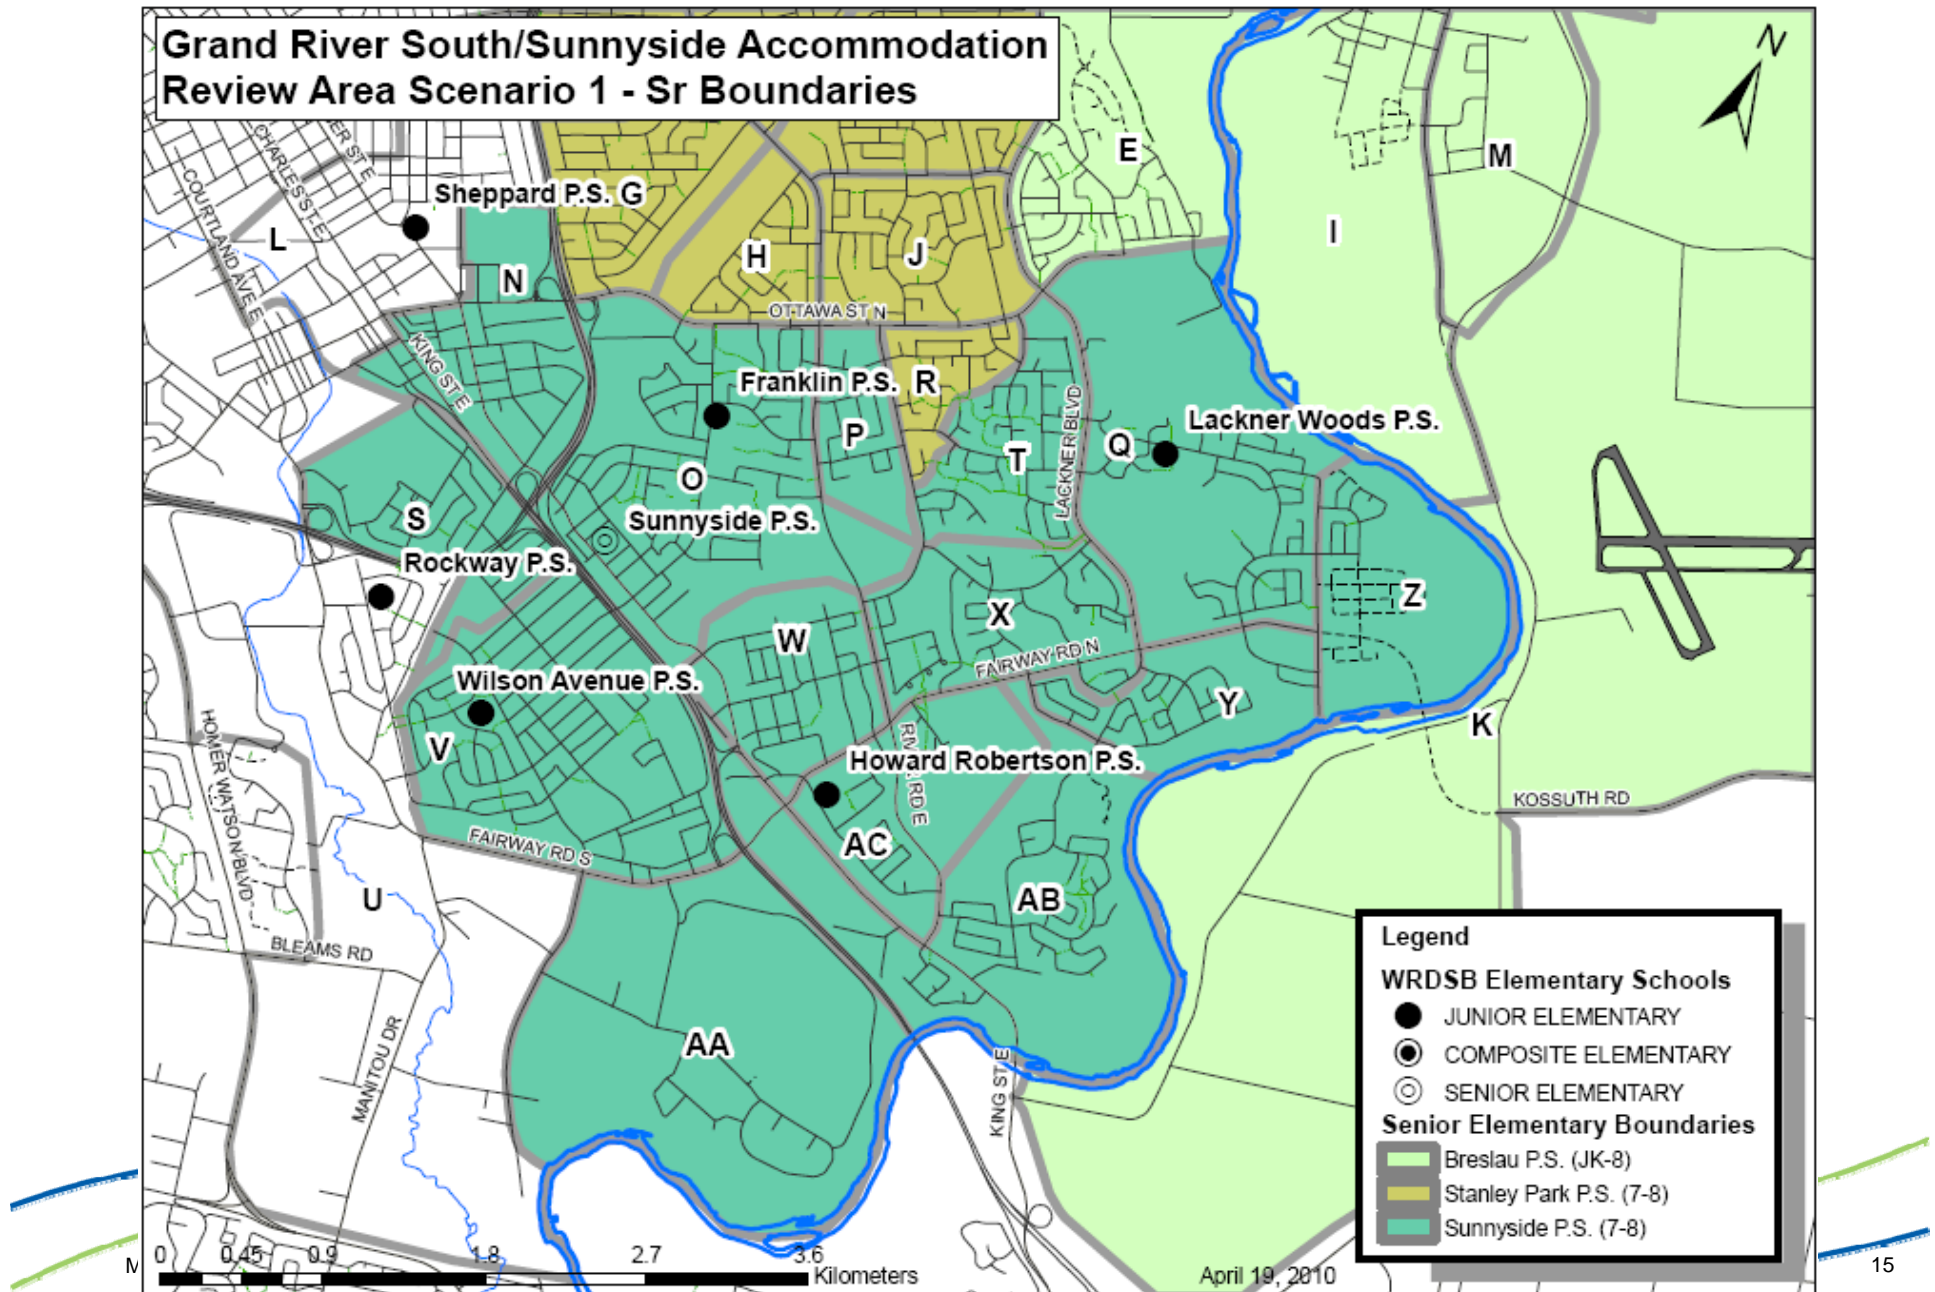 Grand River South/Sunnyside Accommodation
Review Area Scenario 1 - Sr Boundaries
N
E
M
I
CHARLES ST E
COURTLAND AVE E
Sheppard P.S.
G
L
H
J
N
OTTAWA ST N
KING ST E
Franklin P.S.
R
P
LACKNER BLVD
Lackner Woods P.S.
Q
T
O
S
Sunnyside P.S.
Rockway P.S.
Z
X
W
FAIRWAY RD N
Wilson Avenue P.S.
Y
K
V
HOMER WATSON BLVD
RD E
Howard Robertson P.S.
KOSSUTH RD
FAIRWAY RD S
AC
U
AB
BLEAMS RD
AA
MANITOU DR
KING ST E
Legend
WRDSB Elementary Schools
JUNIOR ELEMENTARY
COMPOSITE ELEMENTARY
SENIOR ELEMENTARY
Senior Elementary Boundaries
Breslau P.S. (JK-8)
Stanley Park P.S. (7-8)
Sunnyside P.S. (7-8)
0 0.45 0.9 1.8 2.7 3.6
Kilometers
April 19, 2010
M
15